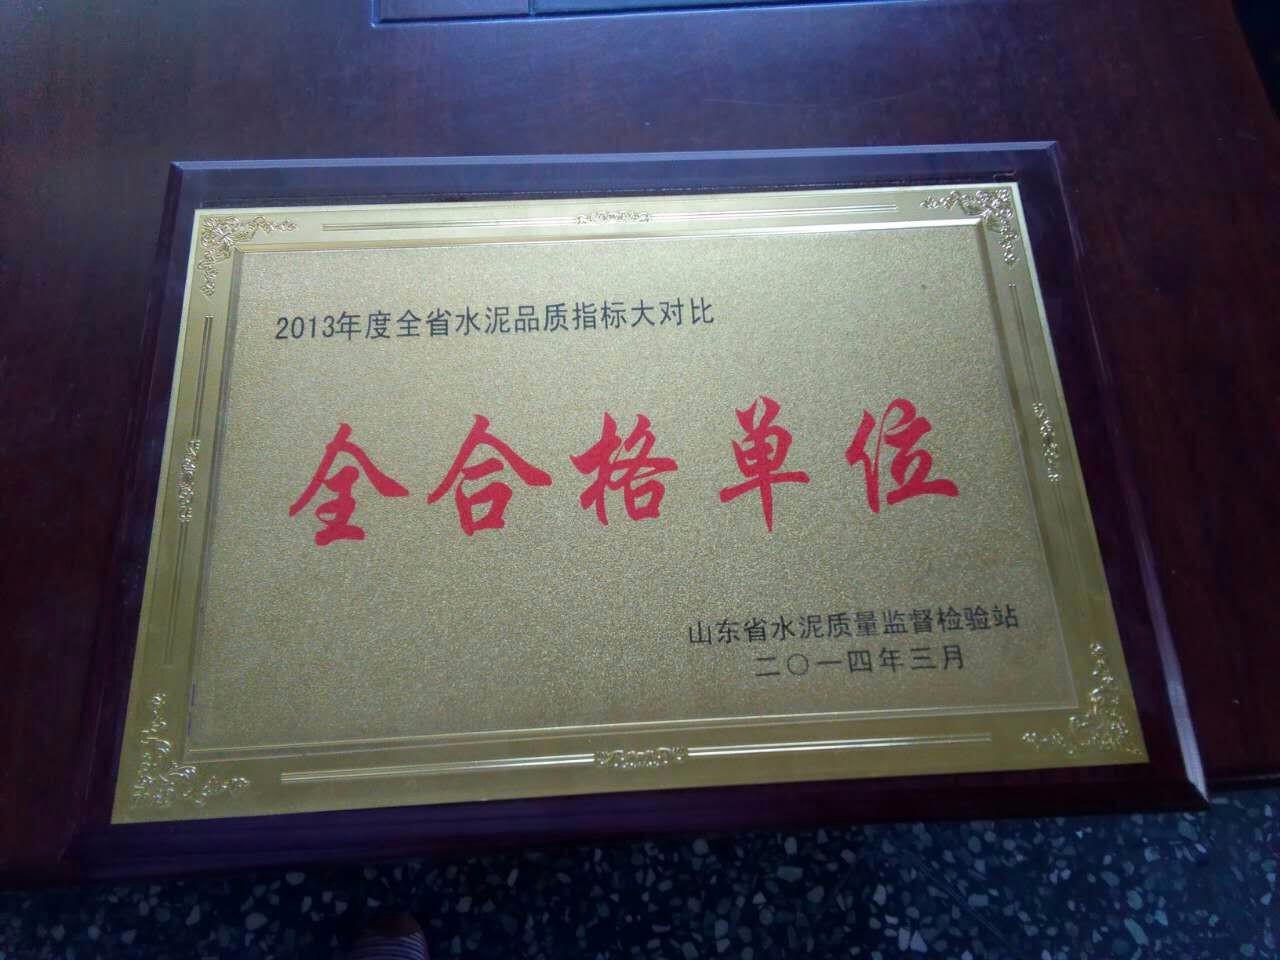 2013年度全省水泥品质指标大对比
全合格单位
山东省水泥质量监督检验站
二〇一四年三月